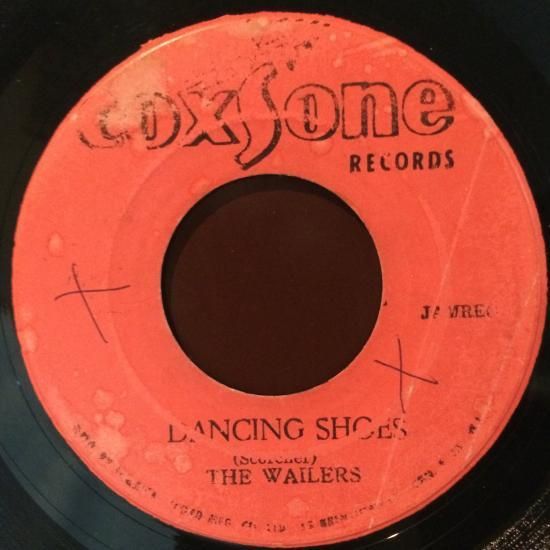 coxsone
RECORDS
JAMREC
DANCING SHOES
(Scorcher)
THE WAILERS